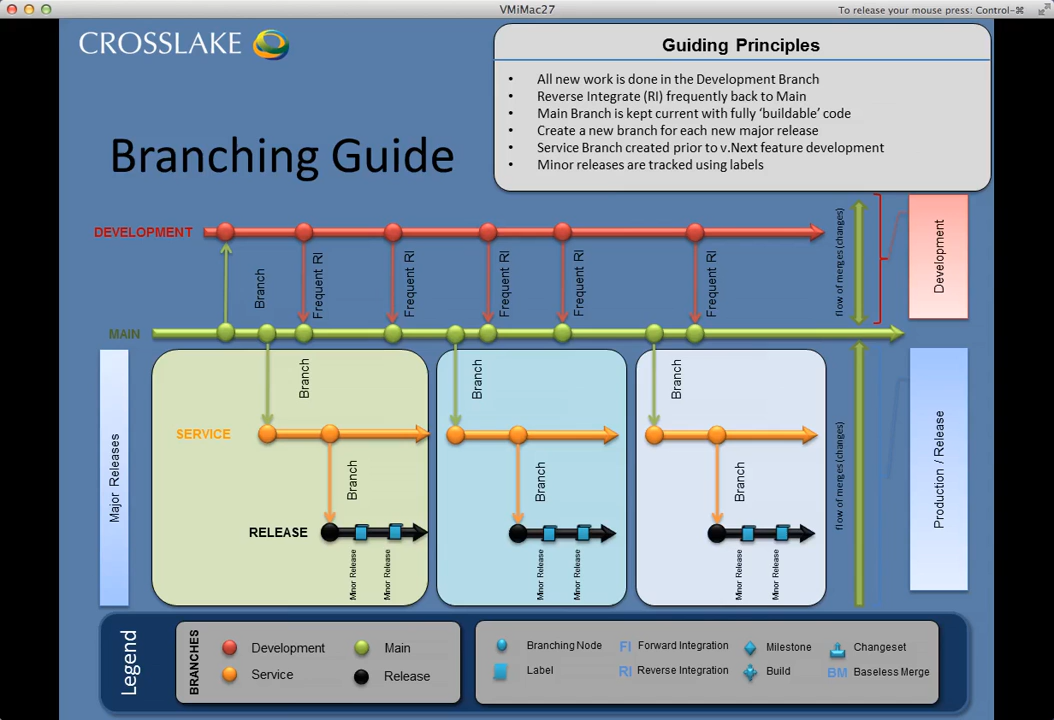 VMiMac27
To release your mouse press: Control-⌘
CROSSLAKE
Guiding Principles
• All new work is done in the Development Branch
• Reverse Integrate (RI) frequently back to Main
• Main Branch is kept current with fully ‘buildable’ code
• Create a new branch for each new major release
• Service Branch created prior to v.Next feature development
• Minor releases are tracked using labels
Branching Guide
DEVELOPMENT
Branch
Frequent RI
Frequent RI
Frequent RI
Frequent RI
Frequent RI
flow of merges (changes)
Development
MAIN
Major Releases
Branch
Branch
Branch
SERVICE
Branch
Branch
Branch
RELEASE
Minor Release
Minor Release
Minor Release
Minor Release
Minor Release
Minor Release
flow of merges (changes)
Production / Release
Legend
BRANCHES
Development
Main
Service
Release
Branching Node
FI Forward Integration
Milestone
Changeset
Label
RI Reverse Integration
Build
BM Baseless Merge